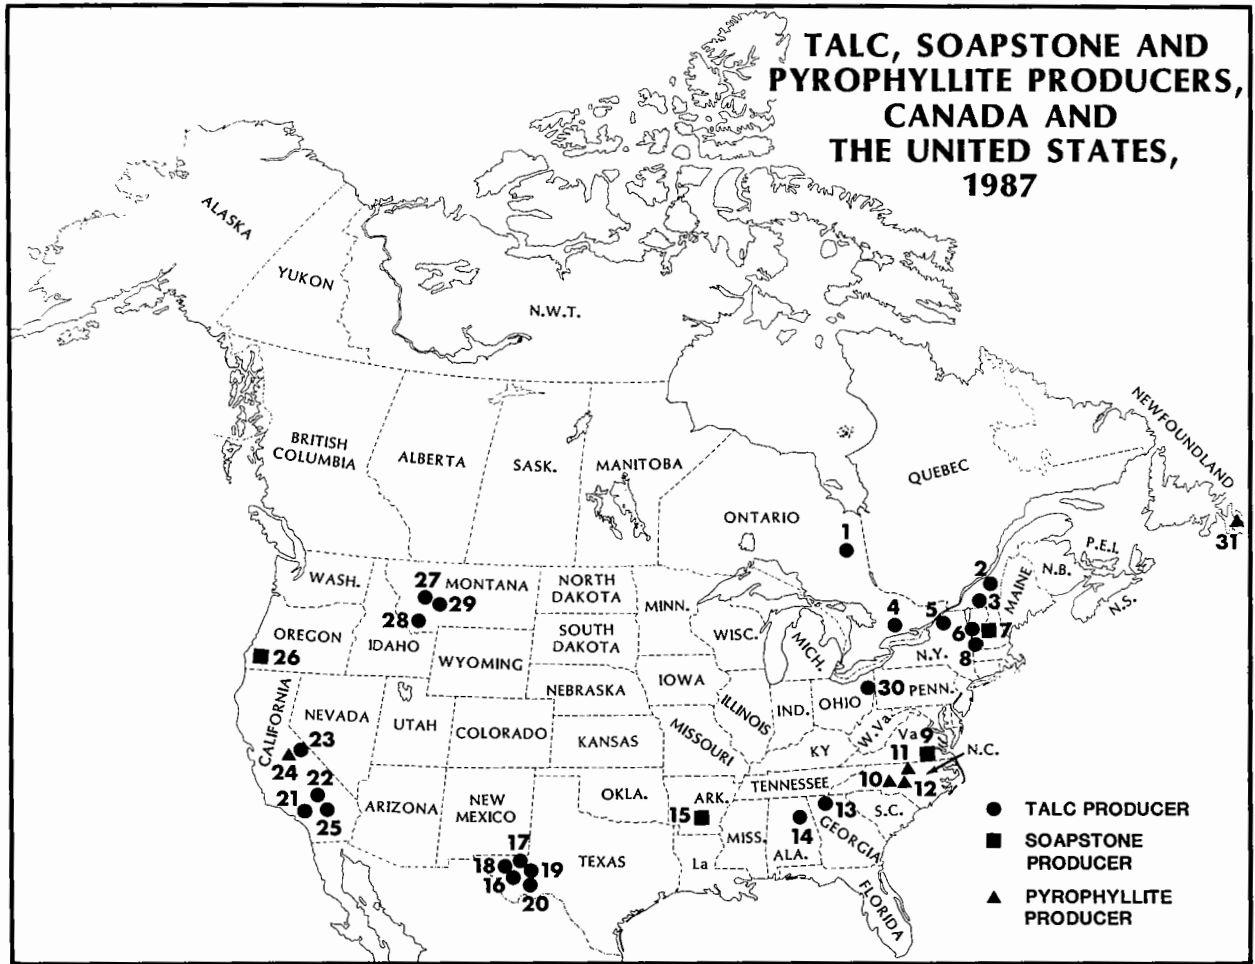 TALC, SOAPSTONE AND
PYROPHYLLITE PRODUCERS,
CANADA AND
THE UNITED STATES,
1987
ALASKA
YUKON
N.W.T.
NEWFOUNDLAND
BRITISH
COLUMBIA
ALBERTA
SASK.
MANITOBA
QUEBEC
ONTARIO
1
31
P.E.I.
N.B.
N.S.
MAINE
2
3
4
5
6
7
8
WASH.
27
MONTANA
29
28
NORTH
DAKOTA
MINN.
OREGON
IDAHO
SOUTH
DAKOTA
WISC.
MICH.
N.Y.
26
WYOMING
NEBRASKA
IOWA
30
PENN.
CALIFORNIA
NEVADA
UTAH
COLORADO
KANSAS
MISSOURI
ILLINOIS
IND.
OHIO
W.Va.
Va
9
23
24
KY
11
N.C.
10
12
22
21
25
ARIZONA
NEW
MEXICO
OKLA.
ARK.
TENNESSEE
15
13
S.C.
14
GEORGIA
MISS.
ALA.
17
18
19
16
20
TEXAS
La
FLORIDA
TALC PRODUCER
SOAPSTONE
PRODUCER
PYROPHYLLITE
PRODUCER